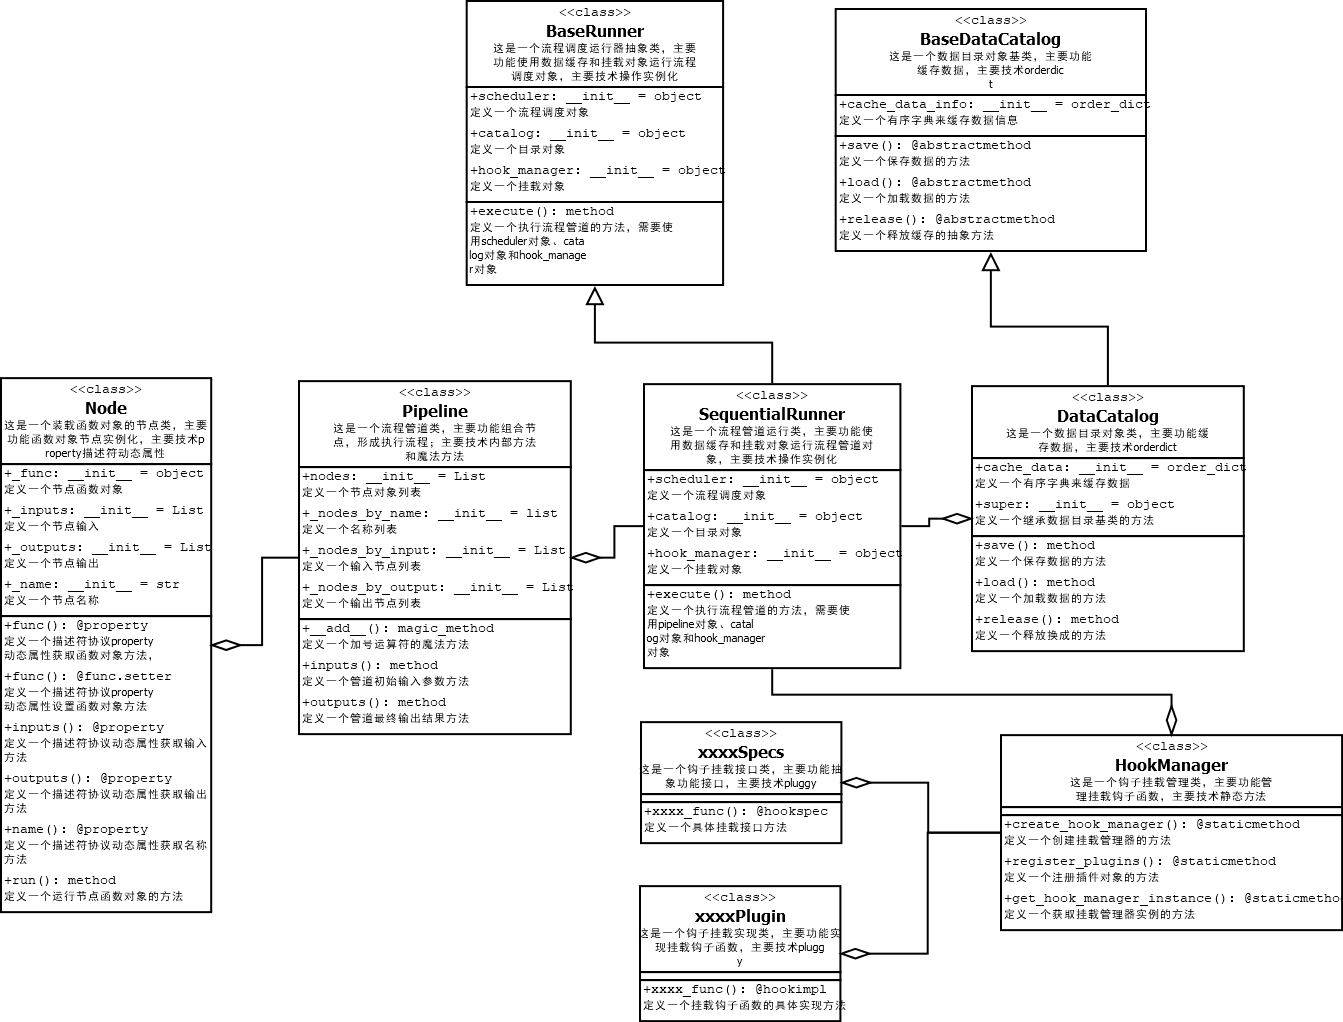 <<class>>
BaseRunner
这是一个流程调度运行器抽象类，主要
功能使用数据缓存和挂载对象运行流程
调度对象，主要技术操作实例化
+scheduler: __init__ = object
定义一个流程调度对象
+catalog: __init__ = object
定义一个目录对象
+hook_manager: __init__ = object
定义一个挂载对象
+execute(): method
定义一个执行流程管道的方法，需要使
用scheduler对象、cata
log对象和hook_manage
r对象
<<class>>
BaseDataCatalog
这是一个数据目录对象基类，主要功能
缓存数据，主要技术orderdic
t
+cache_data_info: __init__ = order_dict
定义一个有序字典来缓存数据信息
+save(): @abstractmethod
定义一个保存数据的方法
+load(): @abstractmethod
定义一个加载数据的方法
+release(): @abstractmethod
定义一个释放缓存的抽象方法
<<class>>
Node
这是一个装载函数对象的节点类，主要
功能函数对象节点实例化，主要技术p
roperty描述符动态属性
+_func: __init__ = object
定义一个节点函数对象
+_inputs: __init__ = List
定义一个节点输入
+_outputs: __init__ = List
定义一个节点输出
+_name: __init__ = str
定义一个节点名称
+func(): @property
定义一个描述符协议property
动态属性获取函数对象方法，
+func(): @func.setter
定义一个描述符协议property
动态属性设置函数对象方法
+inputs(): @property
定义一个描述符协议动态属性获取输入
方法
+outputs(): @property
定义一个描述符协议动态属性获取输出
方法
+name(): @property
定义一个描述符协议动态属性获取名称
方法
+run(): method
定义一个运行节点函数对象的方法
<<class>>
Pipeline
这是一个流程管道类，主要功能组合节
点，形成执行流程；主要技术内部方法
和魔法方法
+nodes: __init__ = List
定义一个节点对象列表
+_nodes_by_name: __init__ = list
定义一个名称列表
+_nodes_by_input: __init__ = List
定义一个输入节点列表
+_nodes_by_output: __init__ = List
定义一个输出节点列表
+__add__(): magic_method
定义一个加号运算符的魔法方法
+inputs(): method
定义一个管道初始输入参数方法
+outputs(): method
定义一个管道最终输出结果方法
<<class>>
SequentialRunner
这是一个流程管道运行类，主要功能使
用数据缓存和挂载对象运行流程管道对
象，主要技术操作实例化
+scheduler: __init__ = object
定义一个流程调度对象
+catalog: __init__ = object
定义一个目录对象
+hook_manager: __init__ = object
定义一个挂载对象
+execute(): method
定义一个执行流程管道的方法，需要使
用pipeline对象、catal
og对象和hook_manager
对象
<<class>>
DataCatalog
这是一个数据目录对象类，主要功能缓
存数据，主要技术orderdict
+cache_data: __init__ = order_dict
定义一个有序字典来缓存数据
+super: __init__ = object
定义一个继承数据目录基类的方法
+save(): method
定义一个保存数据的方法
+load(): method
定义一个加载数据的方法
+release(): method
定义一个释放换成的方法
<<class>>
xxxxSpecs
这是一个钩子挂载接口类，主要功能抽
象功能接口，主要技术pluggy
+xxxx_func(): @hookspec
定义一个具体挂载接口方法
<<class>>
xxxxPlugin
这是一个钩子挂载实现类，主要功能实
现挂载钩子函数，主要技术plugg
y
+xxxx_func(): @hookimpl
定义一个挂载钩子函数的具体实现方法
<<class>>
HookManager
这是一个钩子挂载管理类，主要功能管
理挂载钩子函数，主要技术静态方法
+create_hook_manager(): @staticmethod
定义一个创建挂载管理器的方法
+register_plugins(): @staticmethod
定义一个注册插件对象的方法
+get_hook_manager_instance(): @staticmetho
定义一个获取挂载管理器实例的方法